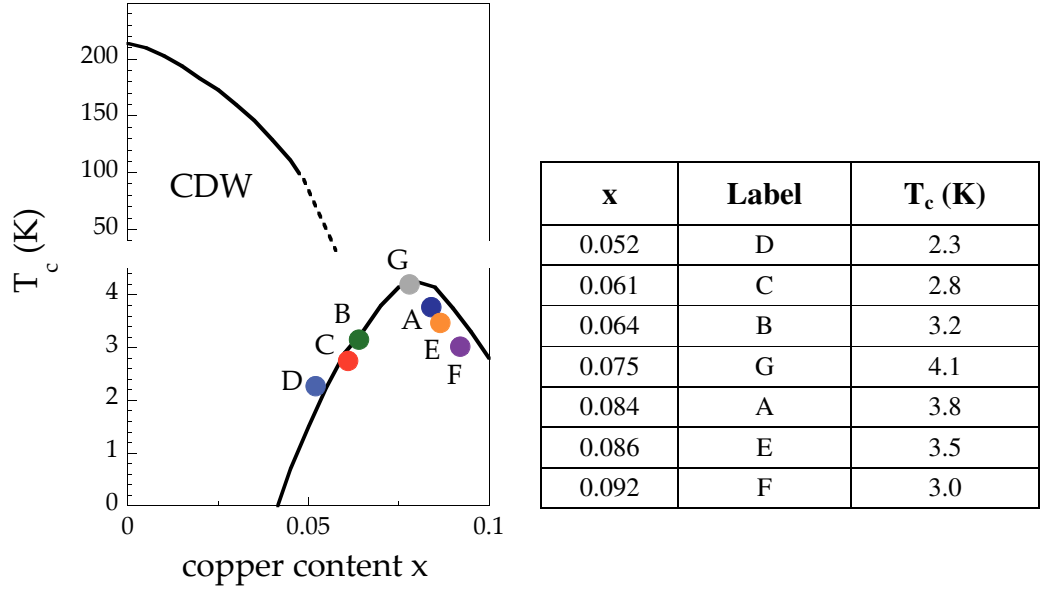 200
150
100
50
CDW
T_c (K)
G
4
A
B
3
E
C
F
D
2
1
0
0 0.05 0.1
copper content x
x Label T_c (K)
0.052 D 2.3
0.061 C 2.8
0.064 B 3.2
0.075 G 4.1
0.084 A 3.8
0.086 E 3.5
0.092 F 3.0